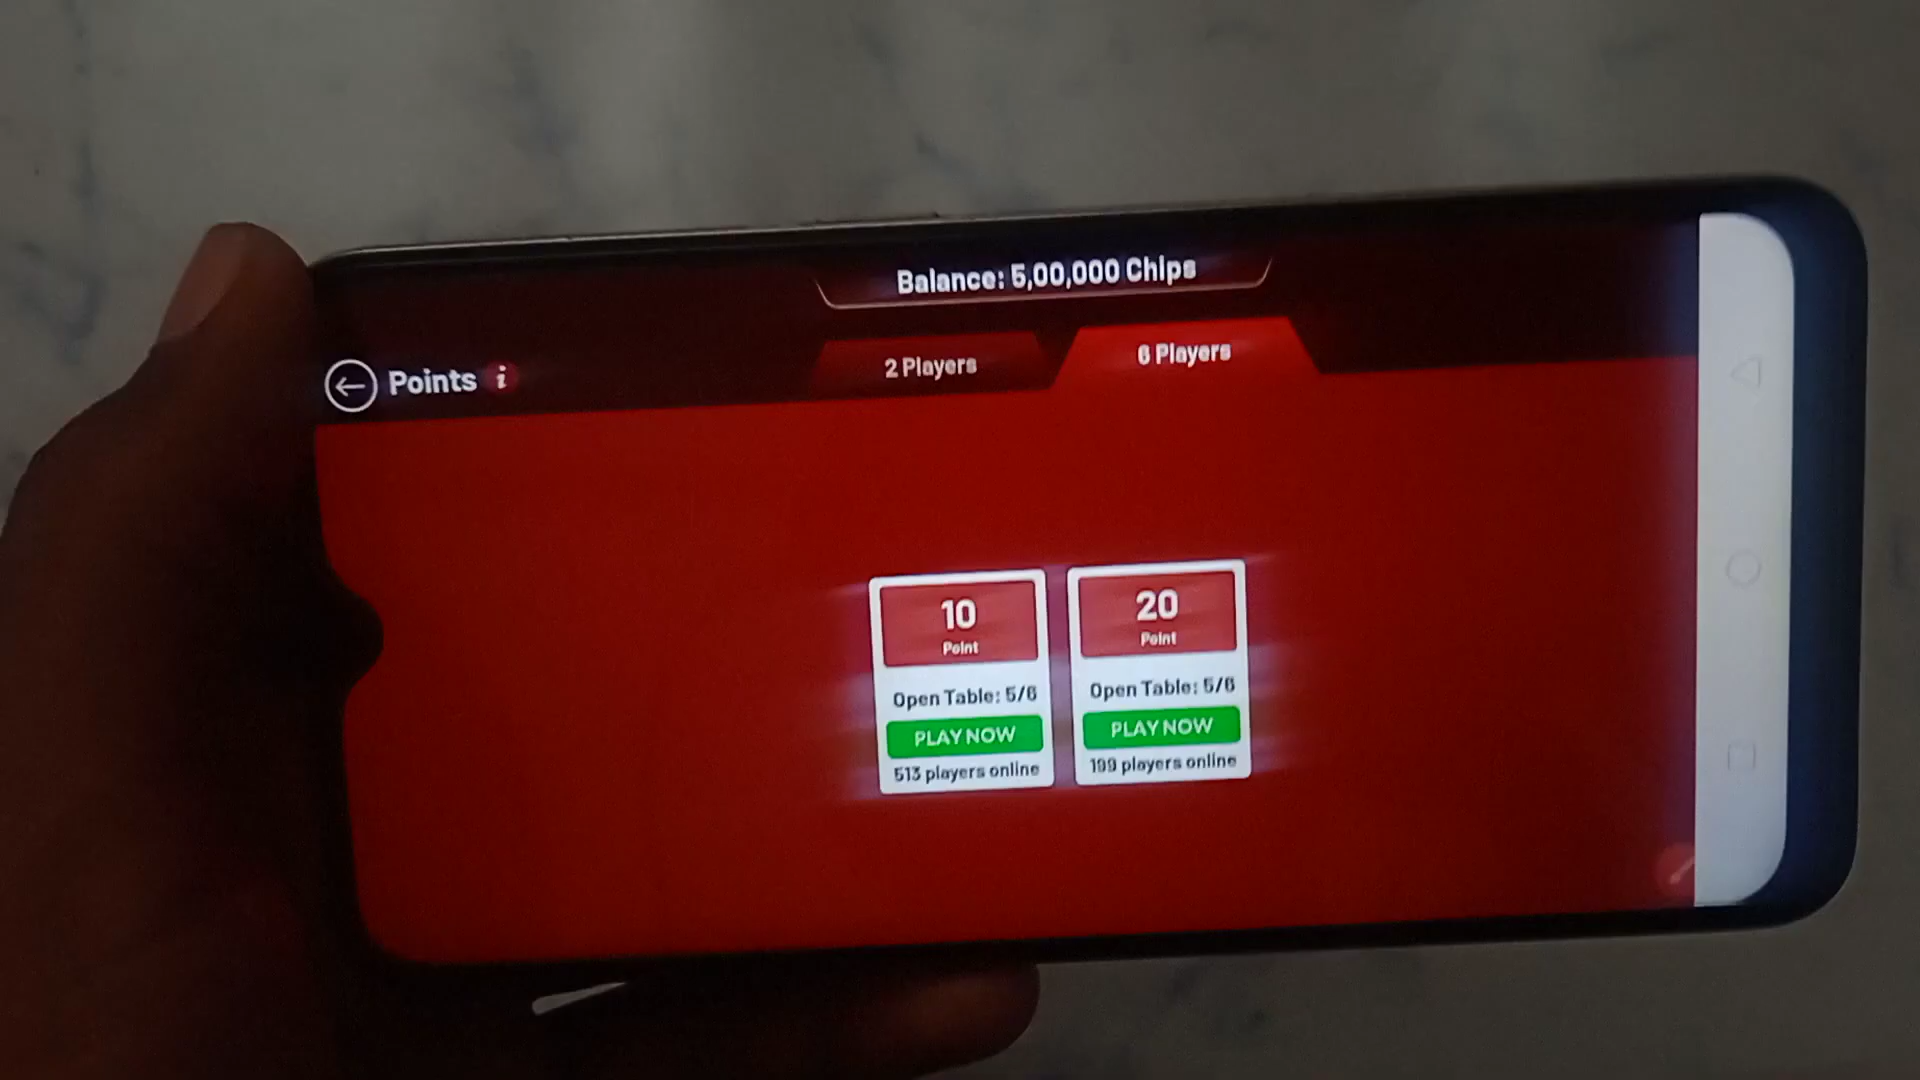 Balance: 5,00,000 Chips
Points i
2 Players
6 Players
10
Point
Open Table: 5/6
PLAY NOW
513 players online
20
Point
Open Table: 5/6
PLAY NOW
199 players online